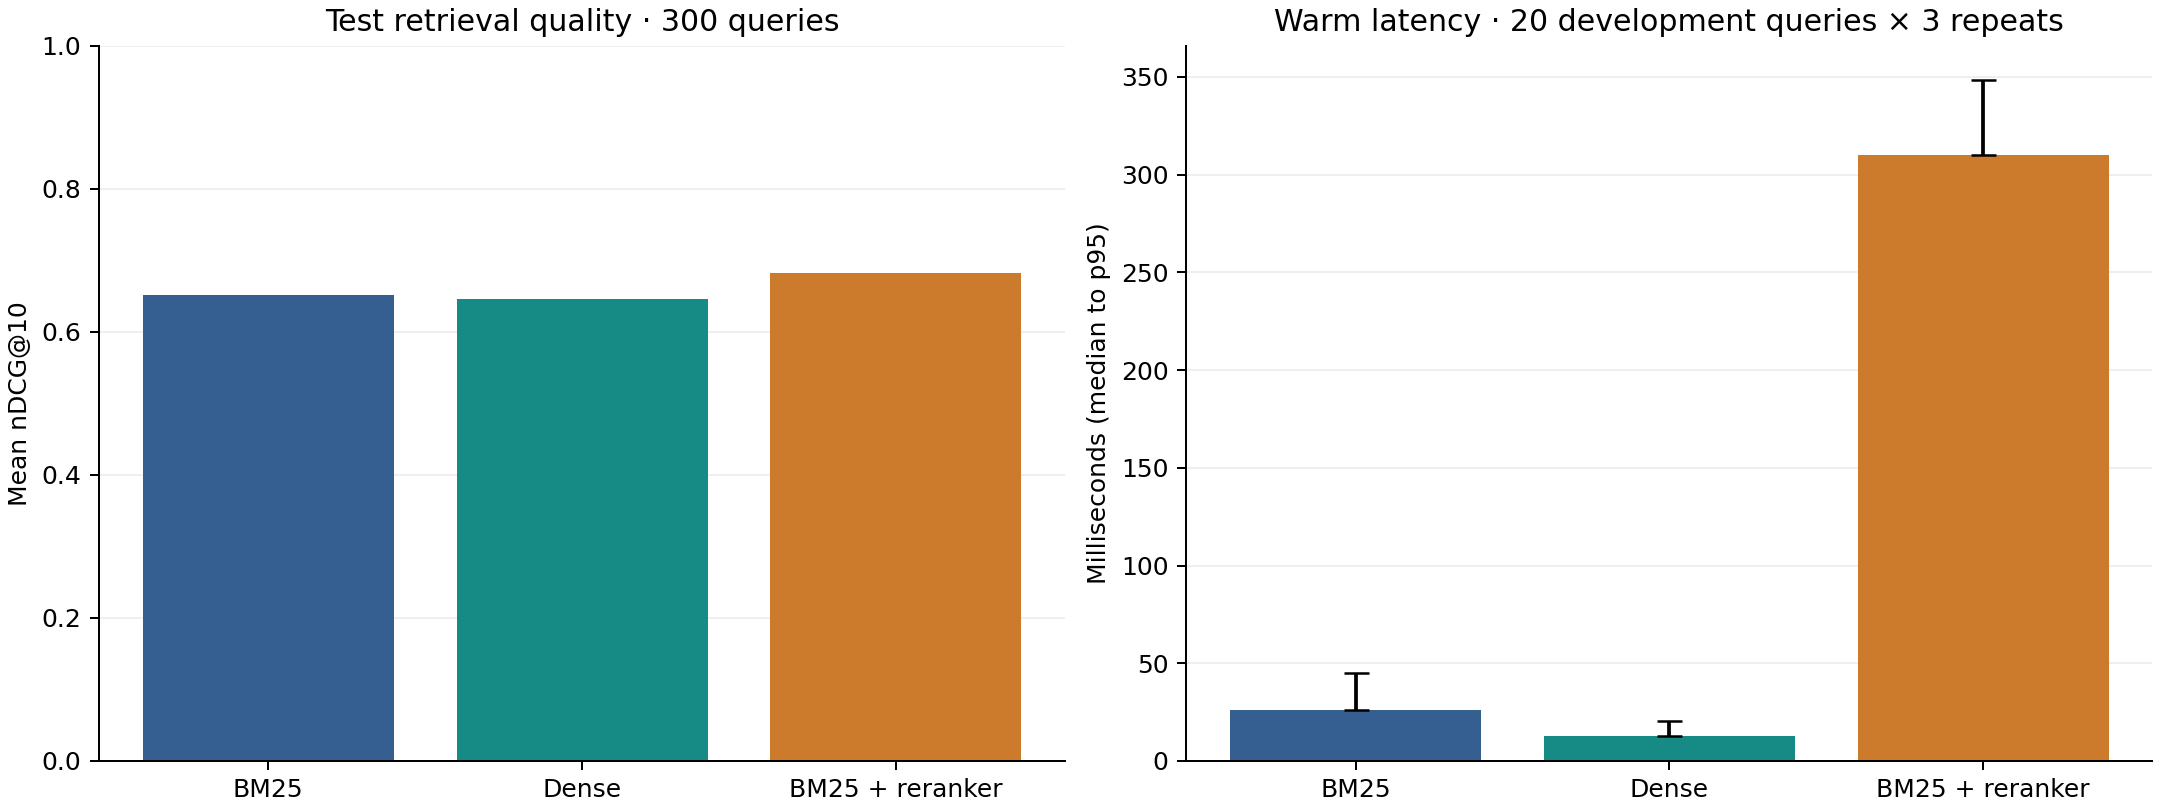 Test retrieval quality · 300 queries
Mean nDCG@10
1.0
0.8
0.6
0.4
0.2
0.0
BM25
Dense
BM25 + reranker
Warm latency · 20 development queries × 3 repeats
Milliseconds (median to p95)
350
300
250
200
150
100
50
0
BM25
Dense
BM25 + reranker